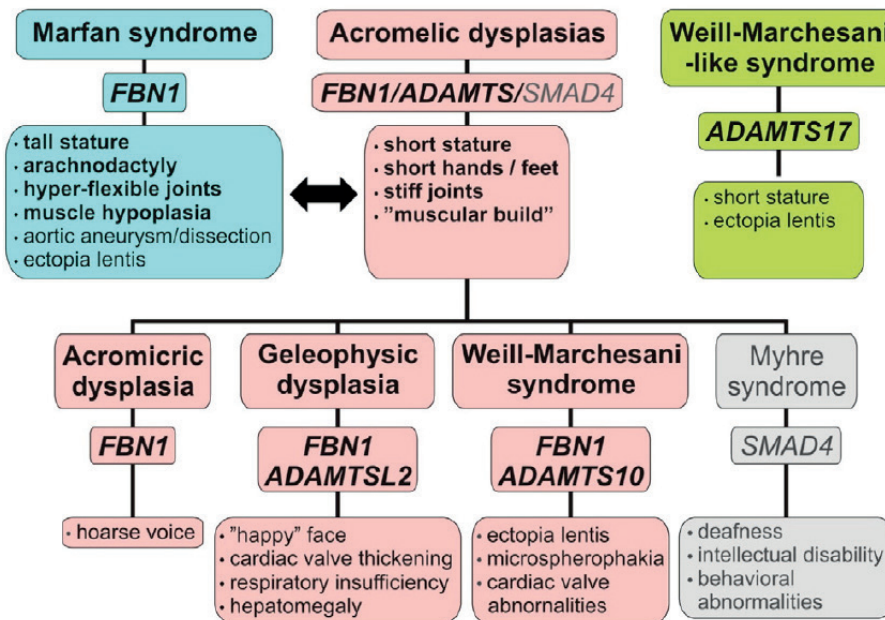 Marfan syndrome
FBN1
· tall stature
· arachnodactyly
· hyper-flexible joints
· muscle hypoplasia
· aortic aneurysm/dissection
· ectopia lentis
Acromelic dysplasias
FBN1/ADAMTS/SMAD4
· short stature
· short hands / feet
· stiff joints
· ”muscular build”
Weill-Marchesani
-like syndrome
ADAMTS17
· short stature
· ectopia lentis
Acromicric
dysplasia
FBN1
· hoarse voice
Geleophysic
dysplasia
FBN1
ADAMTSL2
· ”happy” face
· cardiac valve thickening
· respiratory insufficiency
· hepatomegaly
Weill-Marchesani
syndrome
FBN1
ADAMTS10
· ectopia lentis
· microspherophakia
· cardiac valve
abnornalities
Myhre
syndrome
SMAD4
· deafness
· intellectual disability
· behavioral
abnormalities